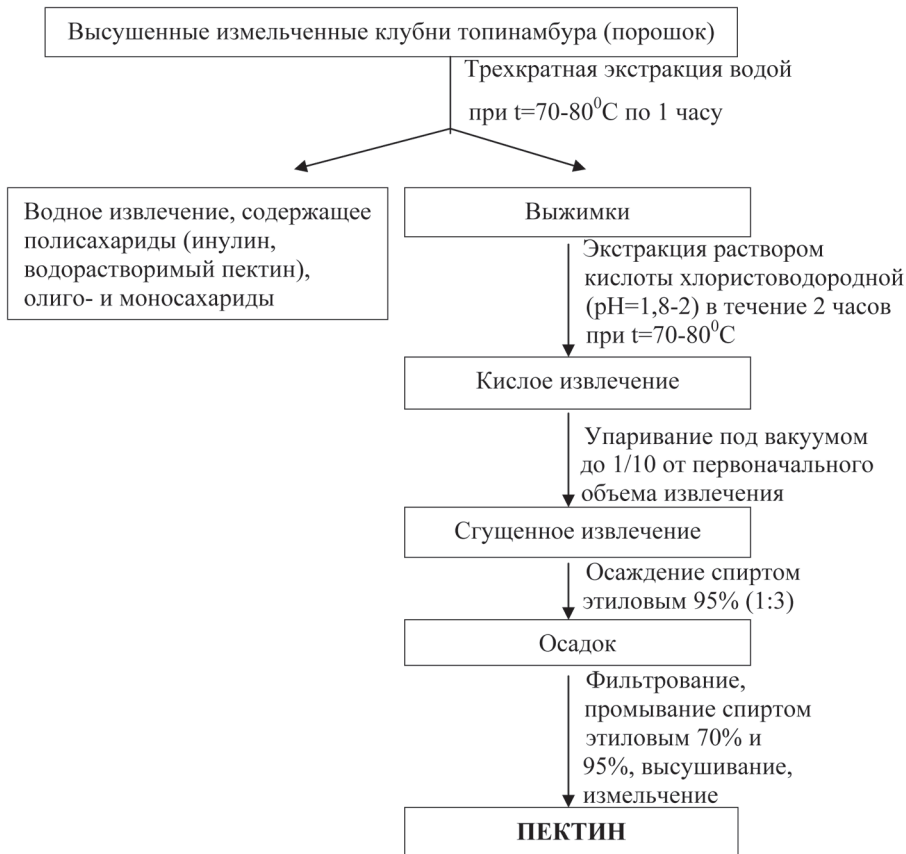 Высушенные измельченные клубни топинамбура (порошок)
Трехкратная экстракция водой
при t=70-80⁰С по 1 часу
Водное извлечение, содержащее
полисахариды (инулин,
водорастворимый пектин),
олиго- и моносахариды
Выжимки
Экстракция раствором
кислоты хлористоводородной
(рН=1,8-2) в течение 2 часов
при t=70-80⁰С
Кислое извлечение
Упаривание под вакуумом
до 1/10 от первоначального
объема извлечения
Сгущенное извлечение
Осаждение спиртом
этиловым 95% (1:3)
Осадок
Фильтрование,
промывание спиртом
этиловым 70% и
95%, высушивание,
измельчение
ПЕКТИН